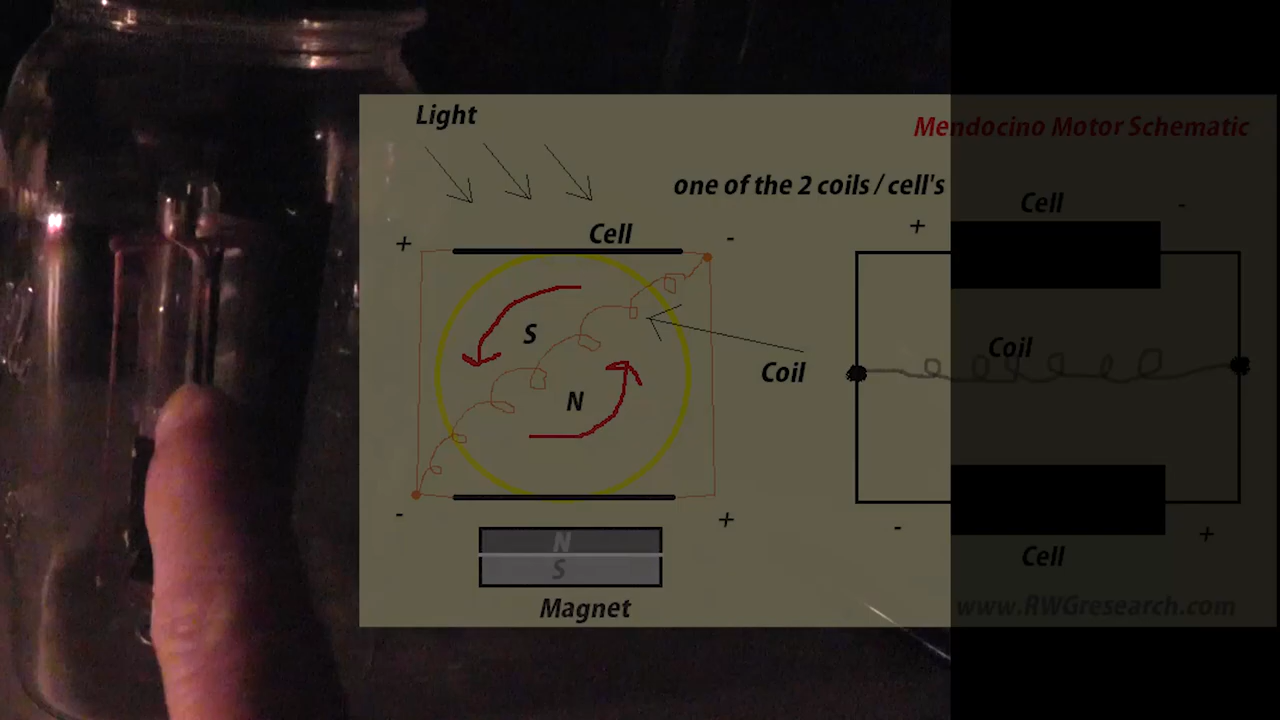 Light
Mendocino Motor Schematic
one of the 2 coils / cell's
Cell
-
+
+
Cell
-
S
Coil
Coil
N
-
+
-
+
N
S
Cell
Magnet
www.RWGresearch.com